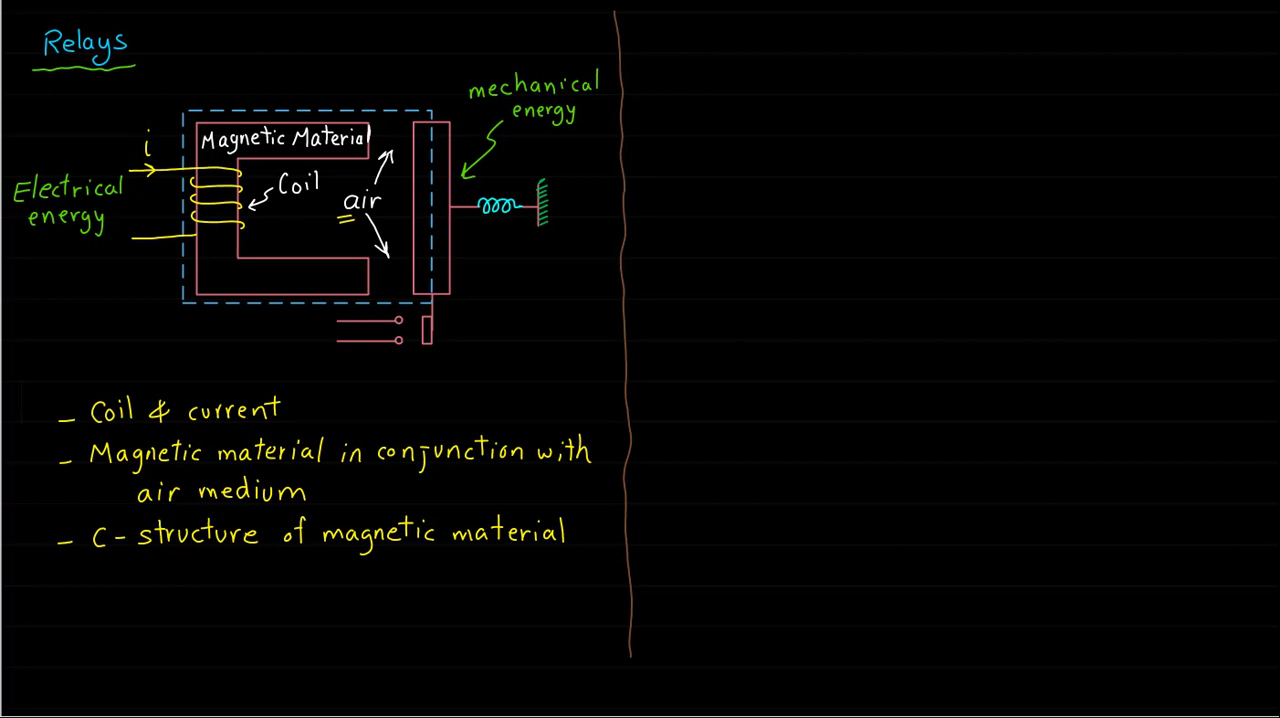 Relays
mechanical
energy
Magnetic Material
i
Electrical
energy
Coil
air
- Coil & current
- Magnetic material in conjunction with
air medium
- C-structure of magnetic material